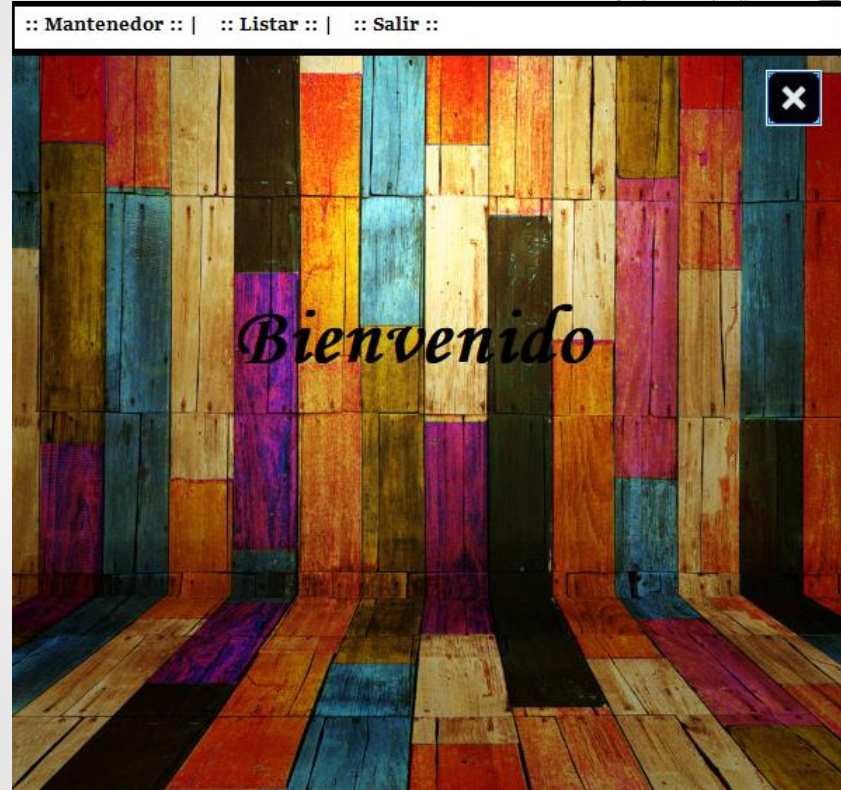 :: Mantenedor :: | :: Listar :: | :: Salir ::
Bienvenido